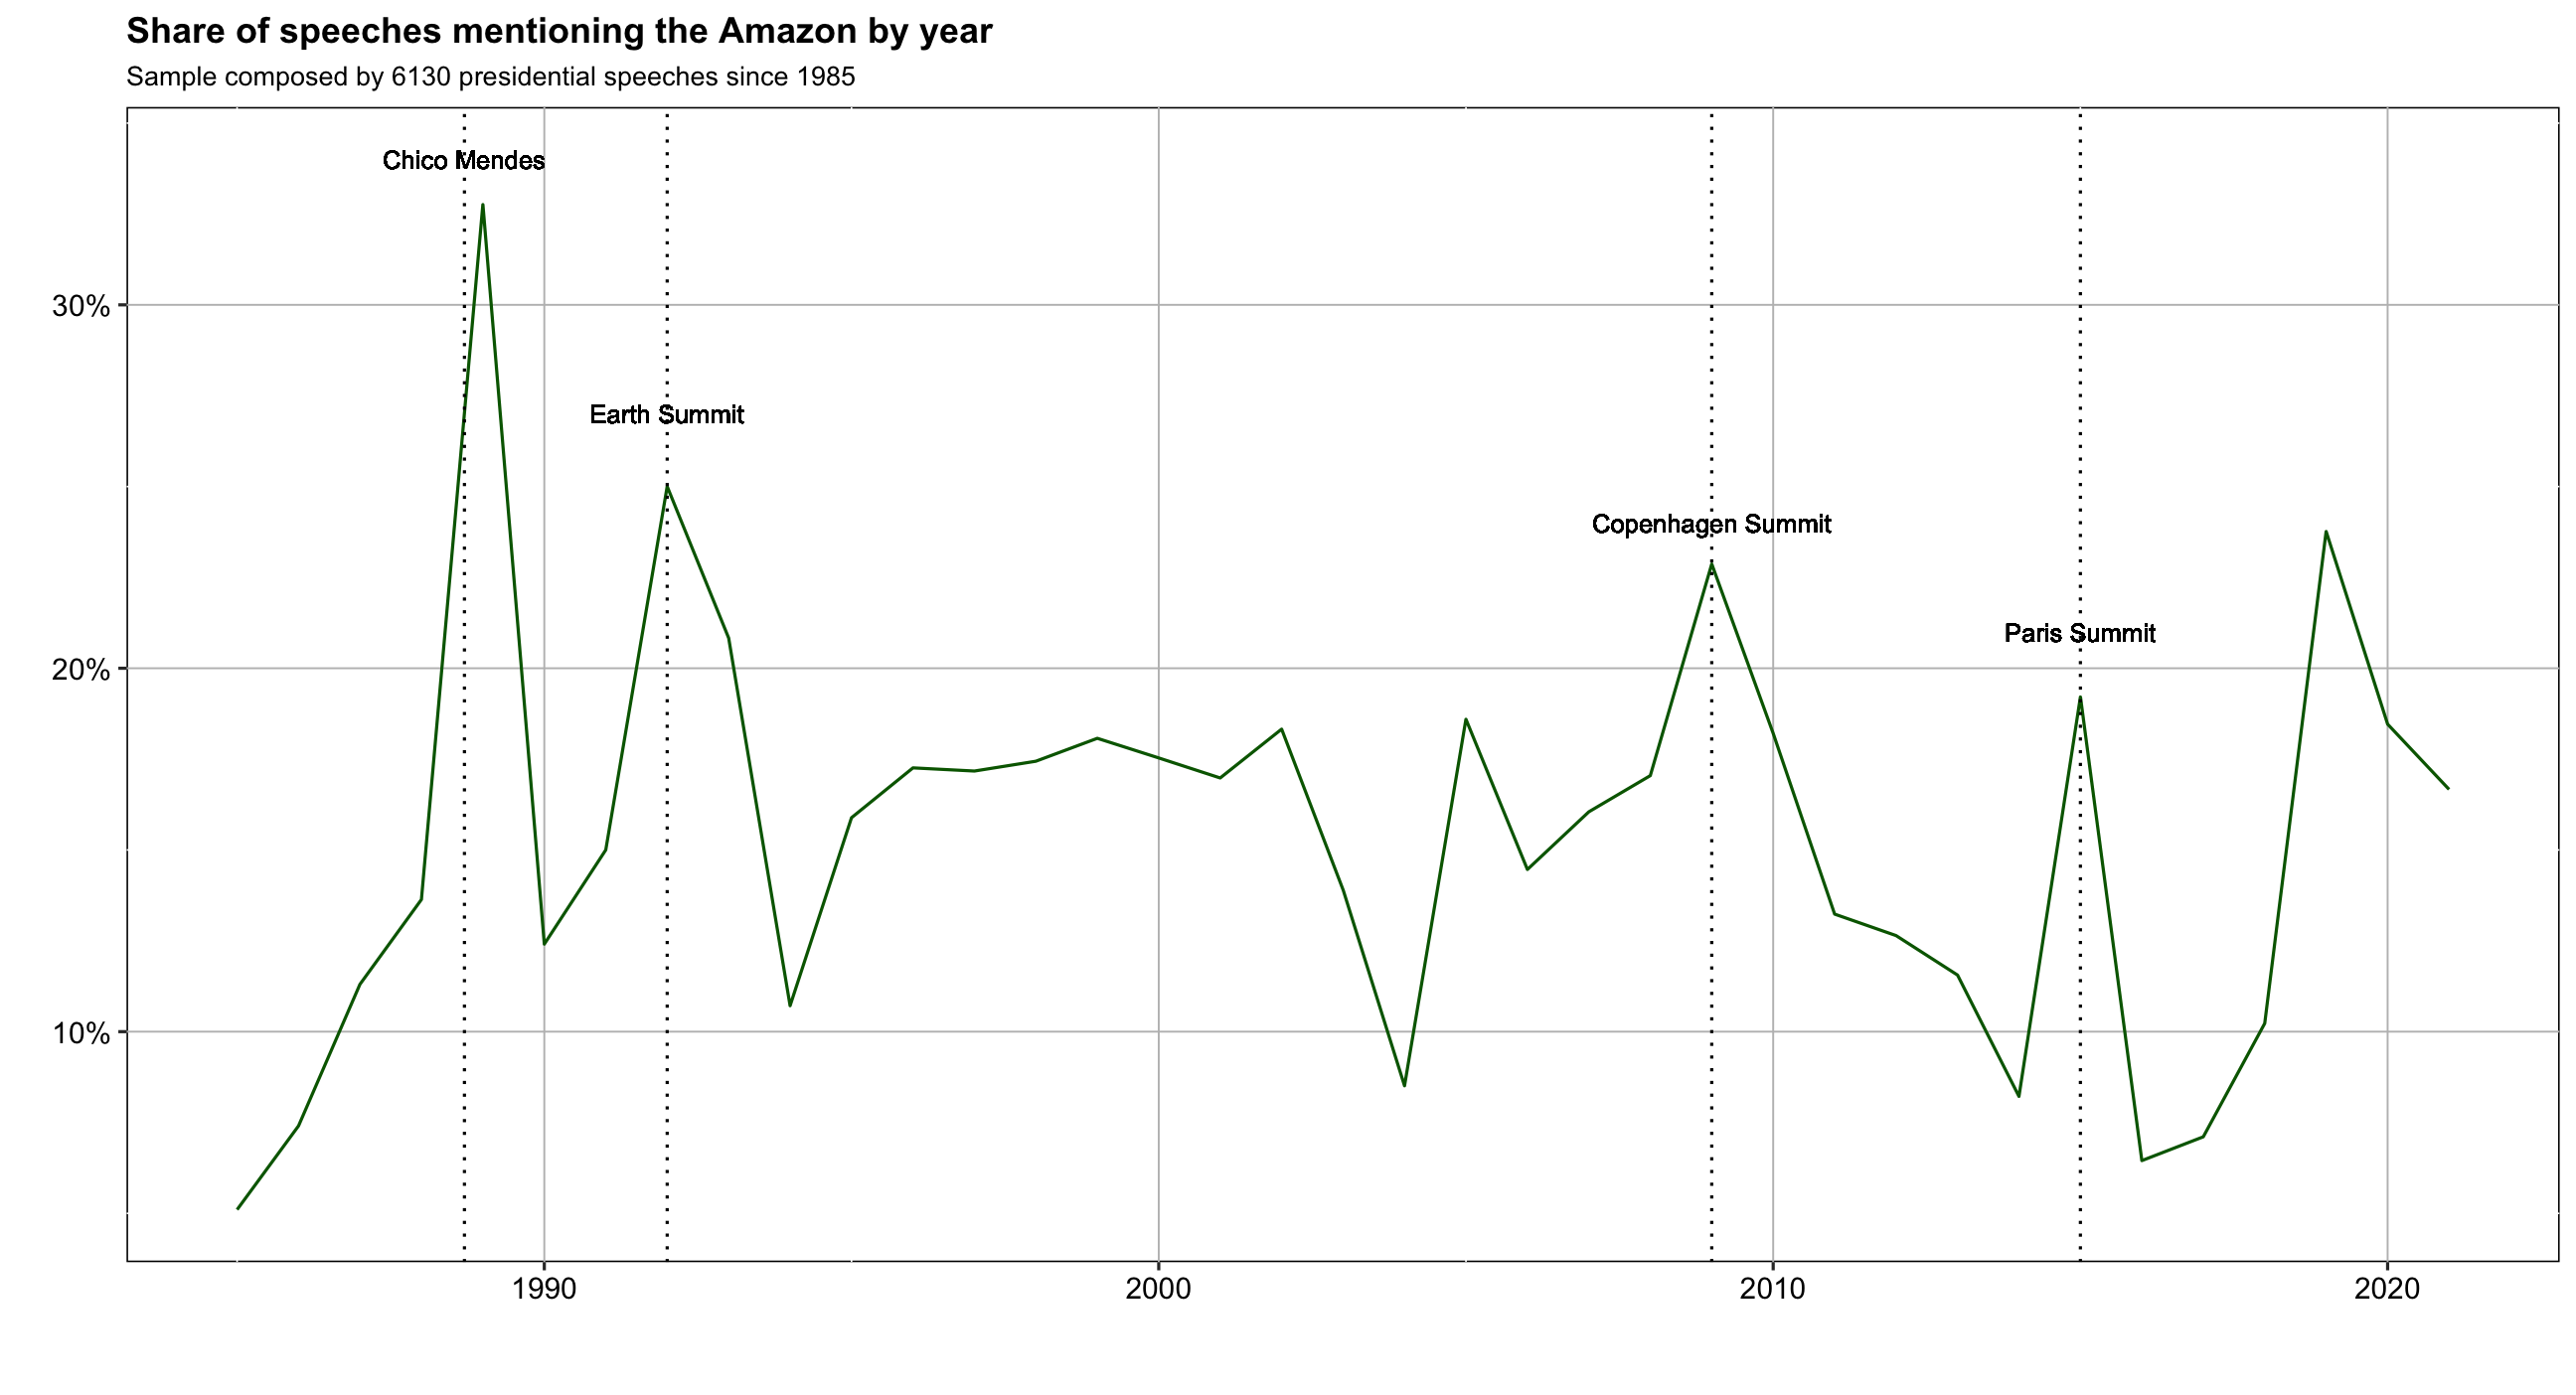 Share of speeches mentioning the Amazon by year
Sample composed by 6130 presidential speeches since 1985
Chico Mendes
30%
Earth Summit
Copenhagen Summit
Paris Summit
20%
10%
1990
2000
2010
2020